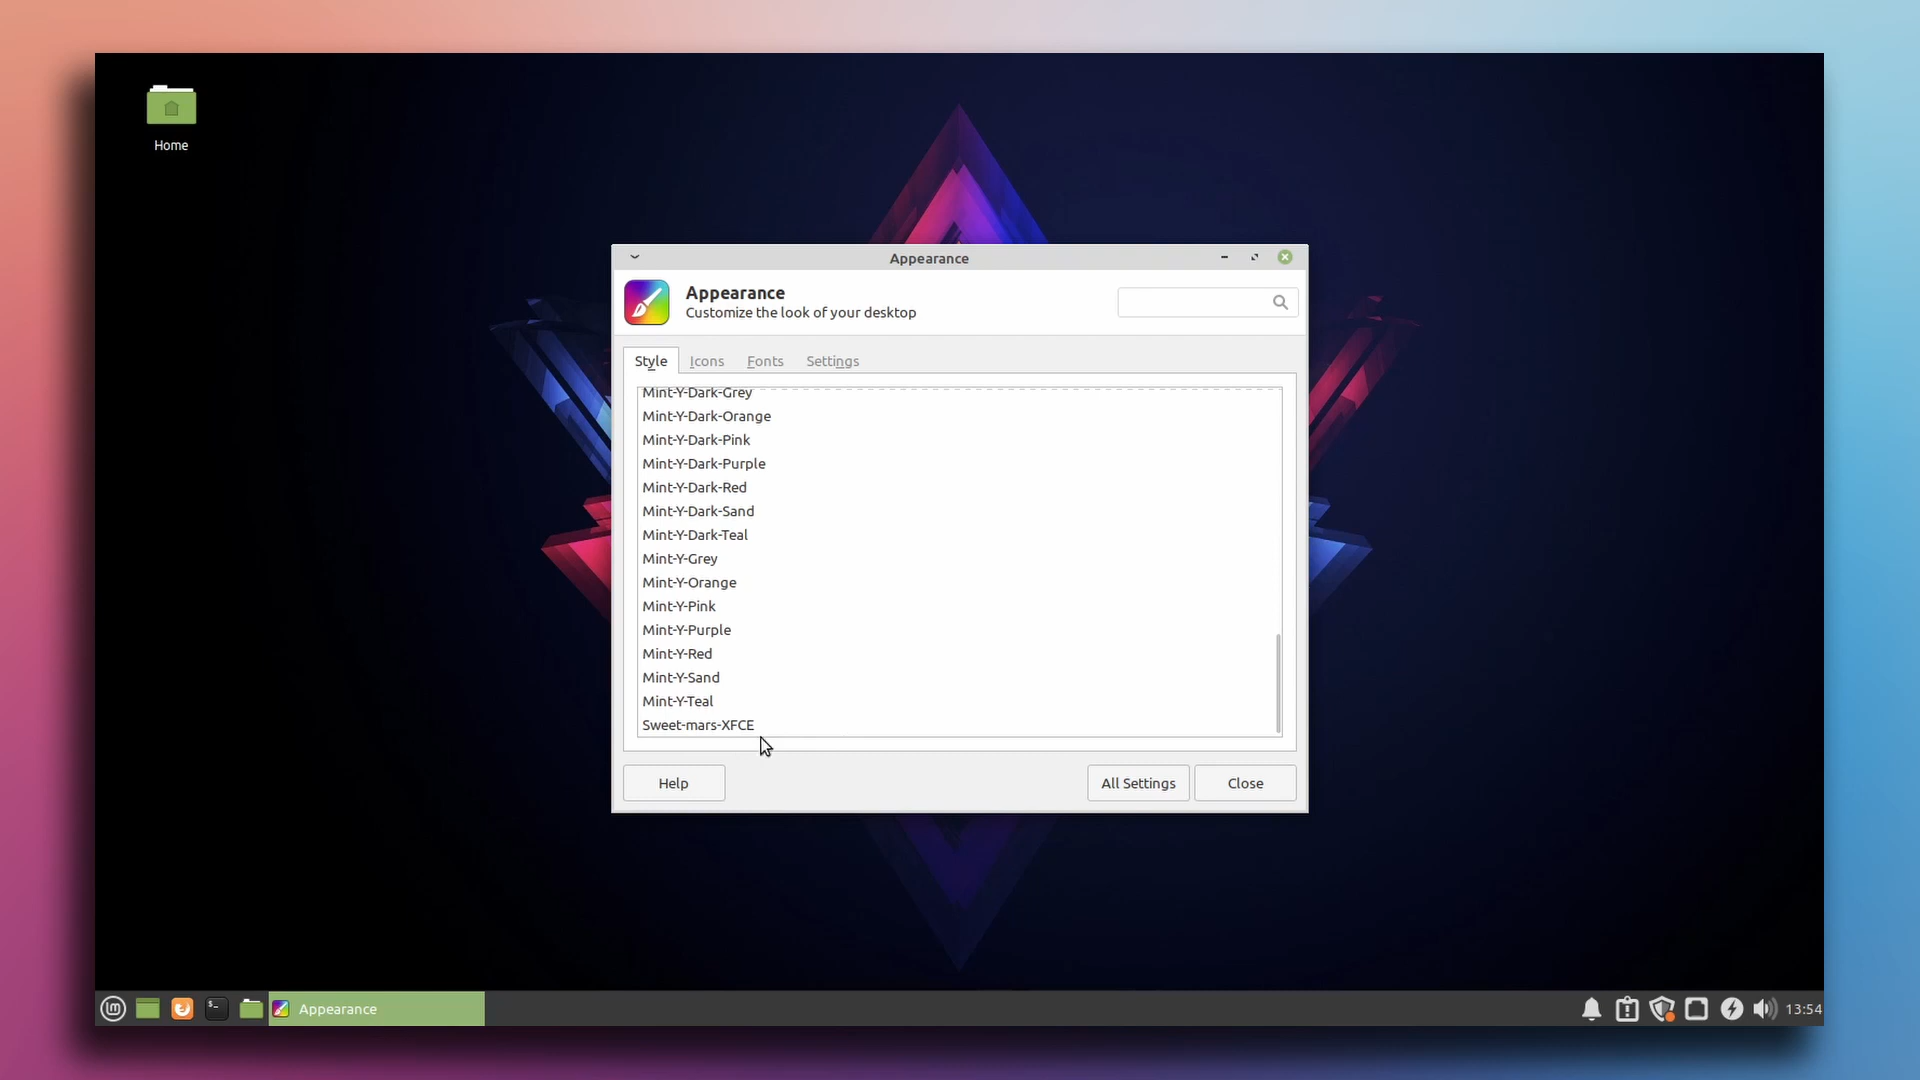 Home
Appearance
Appearance
Customize the look of your desktop
Style Icons Fonts Settings
Mint-Y-Dark-Grey
Mint-Y-Dark-Orange
Mint-Y-Dark-Pink
Mint-Y-Dark-Purple
Mint-Y-Dark-Red
Mint-Y-Dark-Sand
Mint-Y-Dark-Teal
Mint-Y-Grey
Mint-Y-Orange
Mint-Y-Pink
Mint-Y-Purple
Mint-Y-Red
Mint-Y-Sand
Mint-Y-Teal
Sweet-mars-XFCE
Help All Settings Close
Appearance 13:54